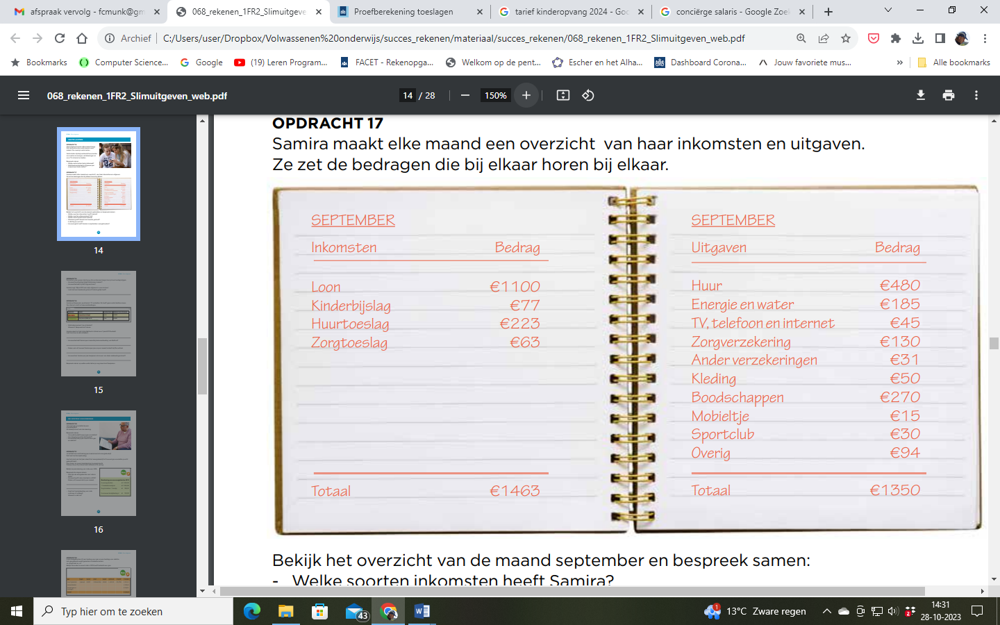 afspraak vervolg - fcmunk@gm
068_rekenen_1FR2_Slimuitgeve
Proefberekening toeslagen
tarief kinderopvang 2024 - Goo
conciërge salaris - Google Zoek
Archief
C:/Users/user/Dropbox/Volwassenen%20onderwijs/succes_rekenen/materiaal/succes_rekenen/068_rekenen_1FR2_Slimuitgeven_web.pdf
Bookmarks
Computer Science...
Google
(19) Leren Program...
FACET - Rekenopga...
Welkom op de pent...
Escher en het Alha...
Dashboard Corona...
Jouw favoriete mus...
»
Alle bookmarks
068_rekenen_1FR2_Slimuitgeven_web.pdf
14 / 28
150%
14
15
16
OPDRACHT 17
Samira maakt elke maand een overzicht van haar inkomsten en uitgaven.
Ze zet de bedragen die bij elkaar horen bij elkaar.
SEPTEMBER
Inkomsten Bedrag
Loon €1100
Kinderbijslag €77
Huurtoeslag €223
Zorgtoeslag €63
Totaal €1463
SEPTEMBER
Uitgaven Bedrag
Huur €480
Energie en water €185
TV, telefoon en internet €45
Zorgverzekering €130
Ander verzekeringen €31
Kleding €50
Boodschappen €270
Mobieltje €15
Sportclub €30
Overig €94
Totaal €1350
Bekijk het overzicht van de maand september en bespreek samen:
- Welke soorten inkomsten heeft Samira?
Typ hier om te zoeken
43
1
13°C Zware regen
2
14:31
28-10-2023